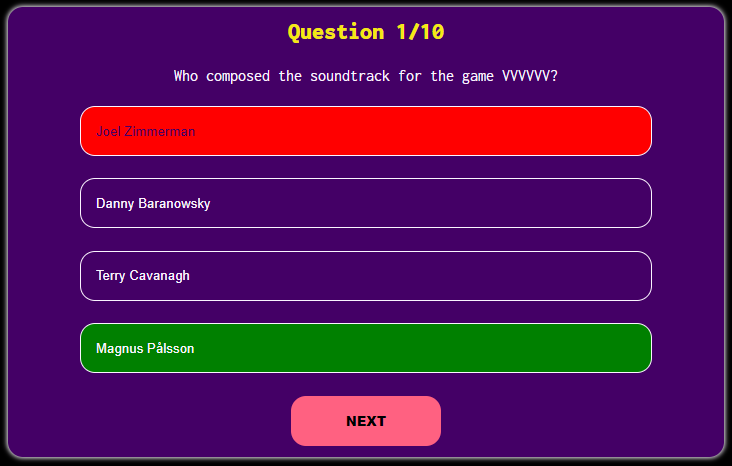 Question 1/10
Who composed the soundtrack for the game VVVVVV?
Joel Zimmerman
Danny Baranowsky
Terry Cavanagh
Magnus Pålsson
NEXT